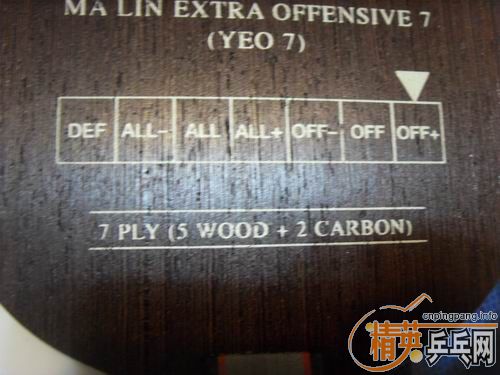 MA LIN EXTRA OFFENSIVE 7
(YEO 7)
DEF ALL- ALL ALL+ OFF- OFF OFF+
7 PLY (5 WOOD + 2 CARBON)
cnpingpang.info
精英乒乓网